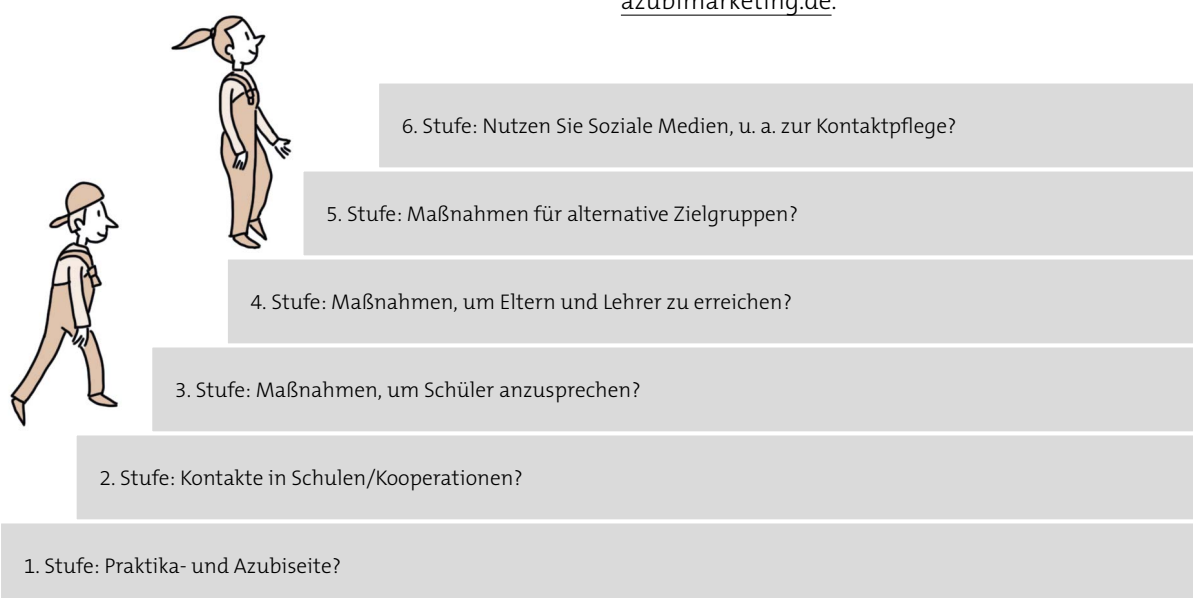 azubimarketing.de.
6. Stufe: Nutzen Sie Soziale Medien, u. a. zur Kontaktpflege?
5. Stufe: Maßnahmen für alternative Zielgruppen?
4. Stufe: Maßnahmen, um Eltern und Lehrer zu erreichen?
3. Stufe: Maßnahmen, um Schüler anzusprechen?
2. Stufe: Kontakte in Schulen/Kooperationen?
1. Stufe: Praktika- und Azubiseite?